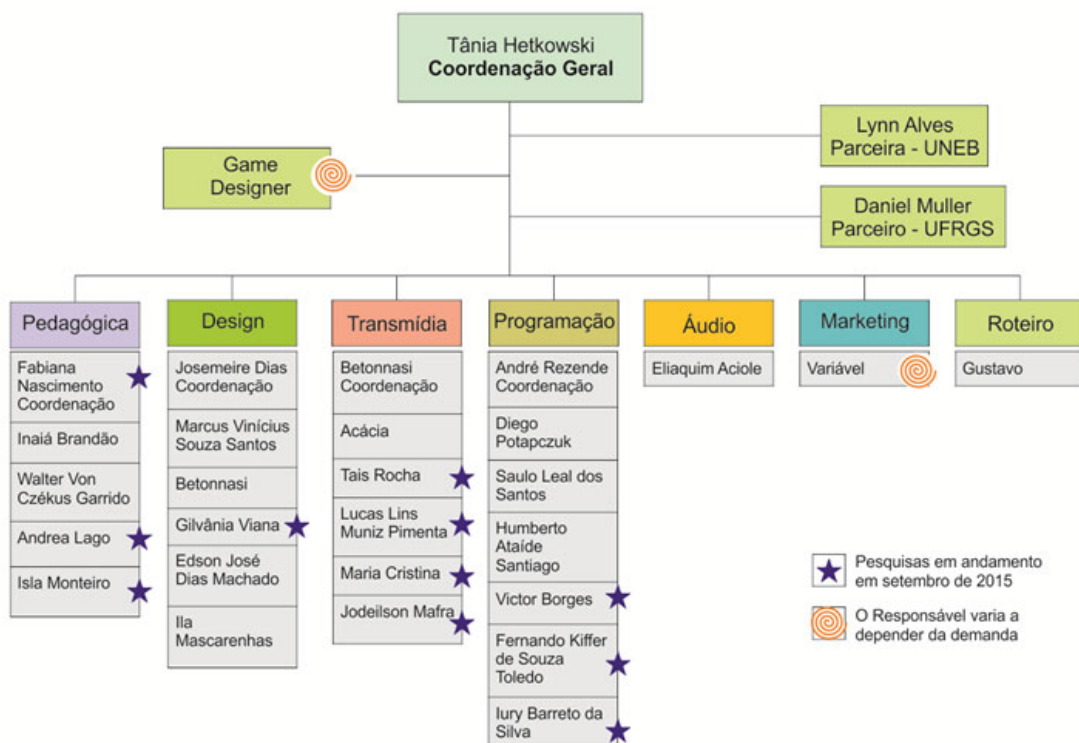 Tânia Hetkowski
Coordenação Geral
Lynn Alves
Parceira - UNEB
Game
Designer
Daniel Muller
Parceiro - UFRGS
Pedagógica
Fabiana
Nascimento
Coordenação
Inaiá Brandão
Walter Von
Czékus Garrido
Andrea Lago
Isla Monteiro
Design
Josemeire Dias
Coordenação
Marcus Vinícius
Souza Santos
Betonnasi
Gilvânia Viana
Edson José
Dias Machado
Ila
Mascarenhas
Transmídia
Betonnasi
Coordenação
Acácia
Tais Rocha
Lucas Lins
Muniz Pimenta
Maria Cristina
Jodeilson Mafra
Programação
André Rezende
Coordenação
Diego
Potapczuk
Saulo Leal dos
Santos
Humberto
Ataíde
Santiago
Victor Borges
Fernando Kiffer
de Souza
Toledo
Iury Barreto da
Silva
Áudio
Eliaquim Aciole
Marketing
Variável
Roteiro
Gustavo
Pesquisas em andamento
em setembro de 2015
O Responsável varia a
depender da demanda